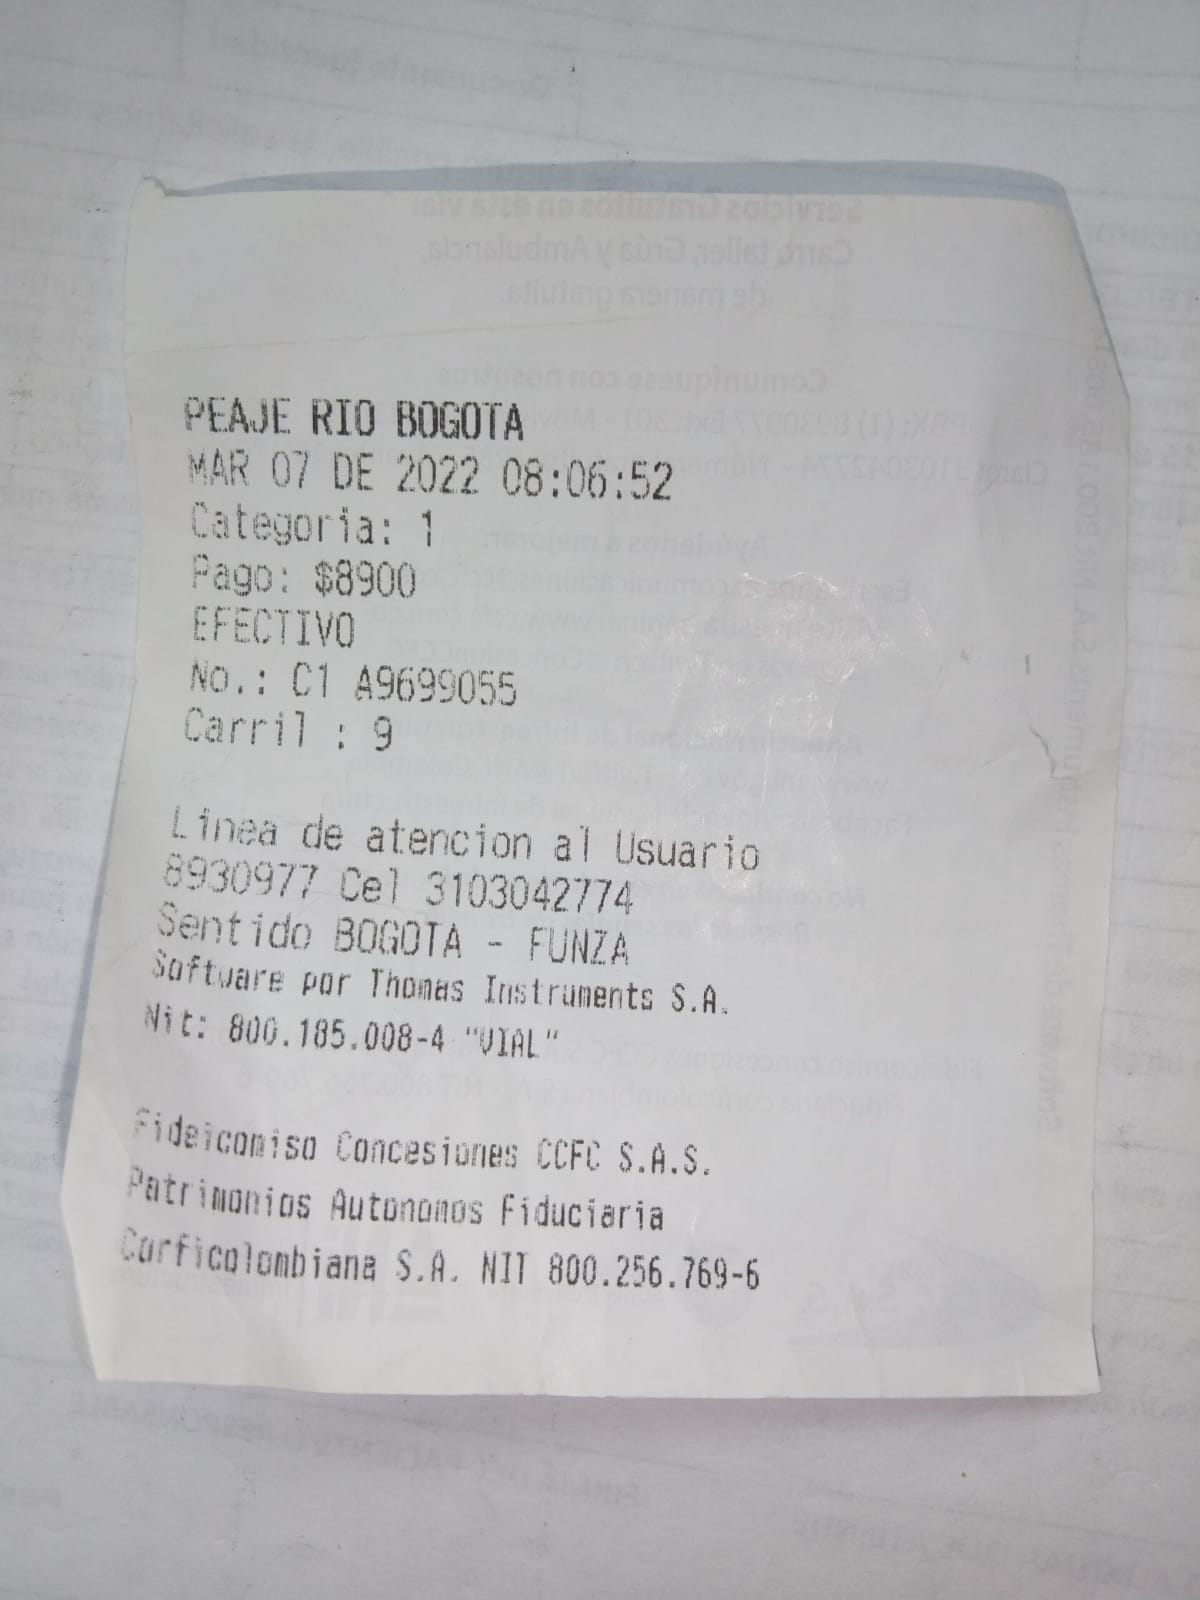 PEAJE RIO BOGOTA
MAR 07 DE 2022 08:06:52
Categoria: 1
Pago: $8900
EFECTIVO
No.: C1 A9699055
Carril : 9
Linea de atencion al Usuario
8930977 Cel 3103042774
Sentido BOGOTA - FUNZA
Software por Thomas Instruments S.A.
Nit: 800.185.008-4 "VIAL"
Fideicomiso Concesiones CCFC S.A.S.
Patrimonios Autonomos Fiduciaria
Corficolombiana S.A. NIT 800.256.769-6